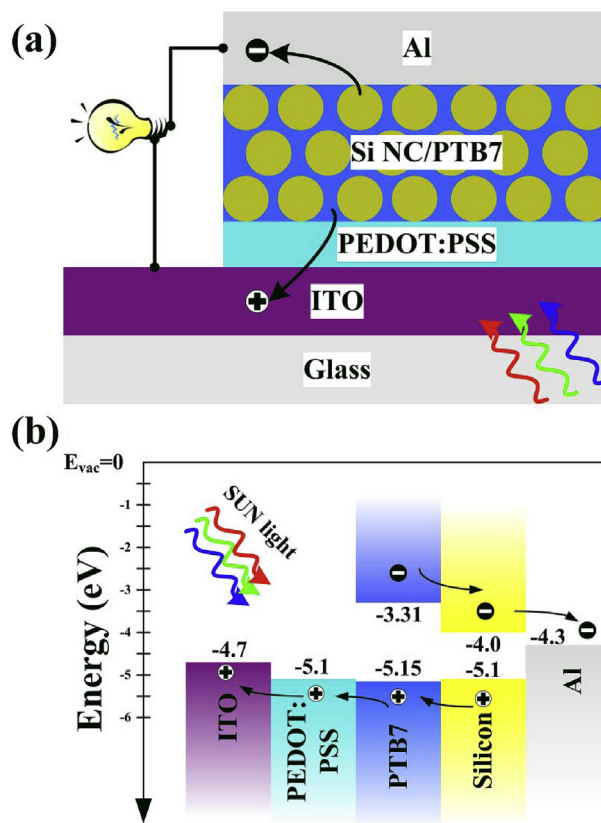 (a)
Al
Si NC/PTB7
PEDOT:PSS
ITO
Glass
(b)
Evac=0
SUN light
Energy (eV)
-1
-2
-3
-4
-5
-6
-3.31
-4.0
-4.3
-4.7
-5.1
-5.15
-5.1
ITO
PEDOT:
PSS
PTB7
Silicon
Al